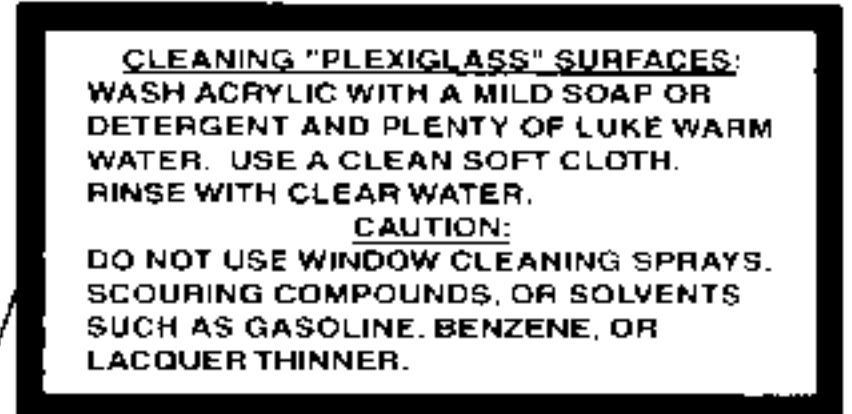 CLEANING "PLEXIGLASS" SURFACES:
WASH ACRYLIC WITH A MILD SOAP OR
DETERGENT AND PLENTY OF LUKE WARM
WATER. USE A CLEAN SOFT CLOTH.
RINSE WITH CLEAR WATER.
CAUTION:
DO NOT USE WINDOW CLEANING SPRAYS.
SCOURING COMPOUNDS, OR SOLVENTS
SUCH AS GASOLINE. BENZENE, OR
LACQUER THINNER.